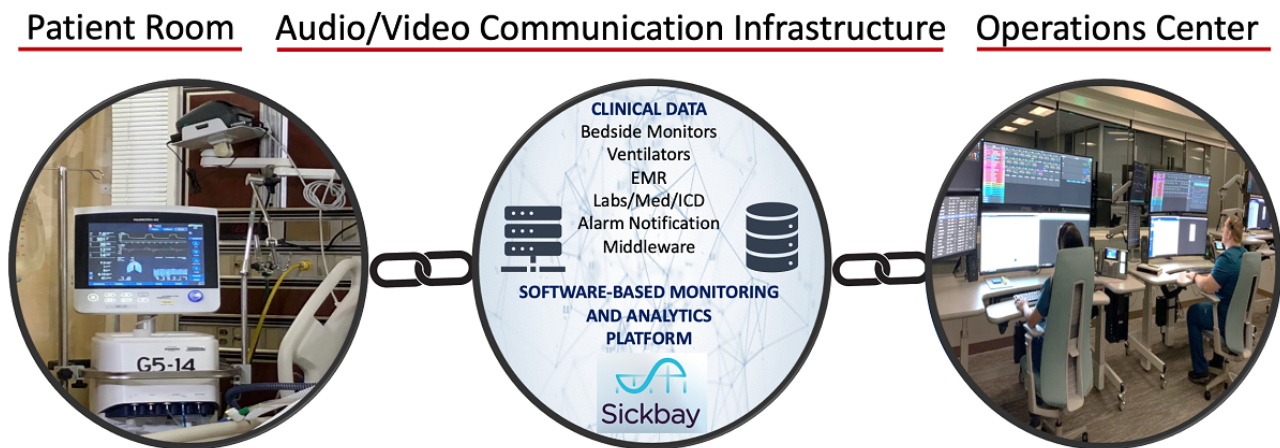 Patient Room
Audio/Video Communication Infrastructure
Operations Center
CLINICAL DATA
Bedside Monitors
Ventilators
EMR
Labs/Med/ICD
Alarm Notification
Middleware
SOFTWARE-BASED MONITORING
AND ANALYTICS
PLATFORM
Sickbay
G5-14